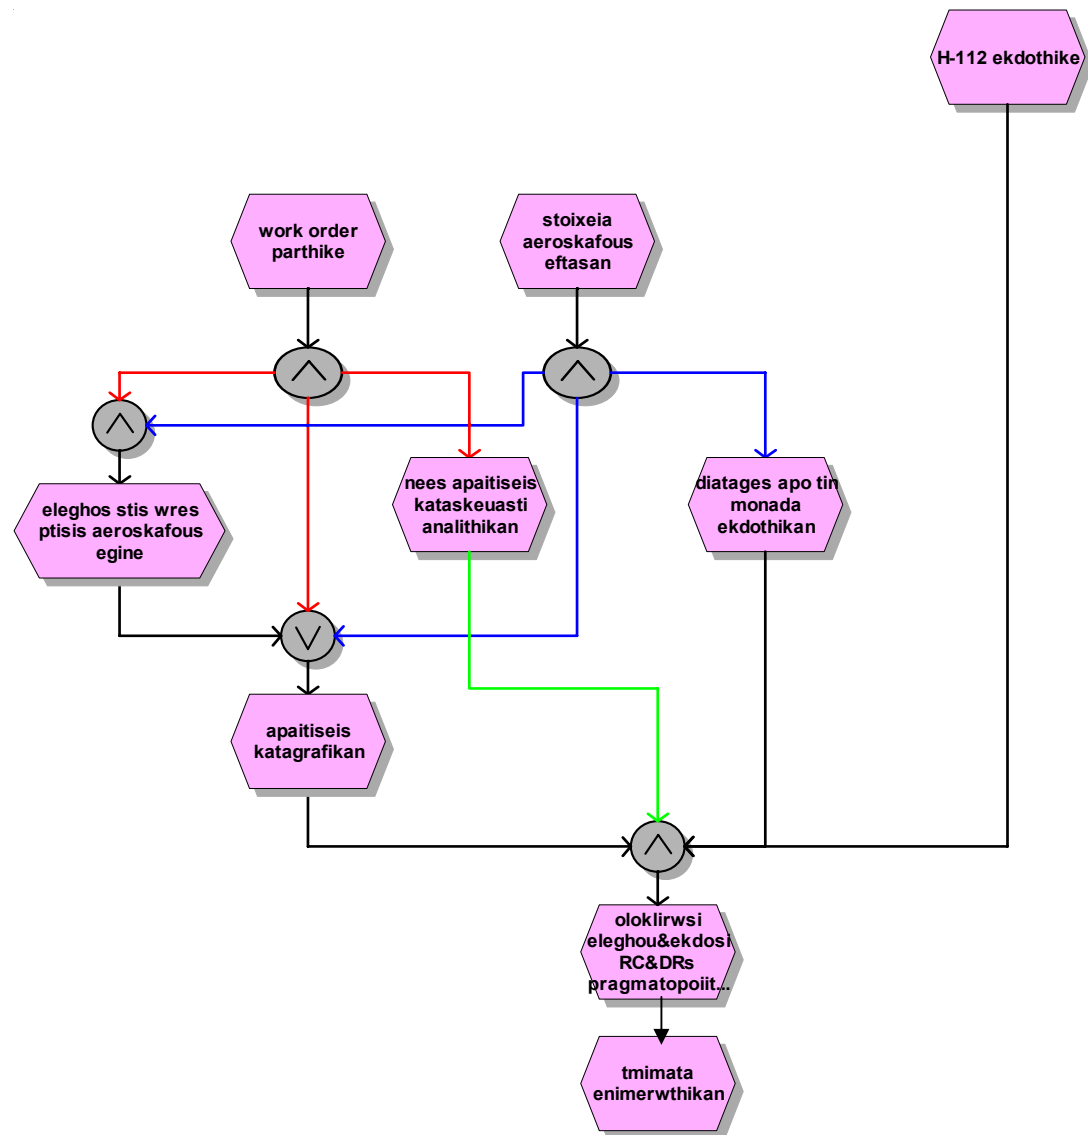 H-112 ekdothike
work order
parthike
stoixeia
aeroskafous
eftasan
eleghos stis wres
ptisis aeroskafous
egine
nees apaitiseis
kataskeuasti
analithikan
diatages apo tin
monada
ekdothikan
apaitiseis
katagrafikan
oloklirwsi
eleghou&ekdosi
RC&DRs
pragmatopoiit...
tmimata
enimerwthikan